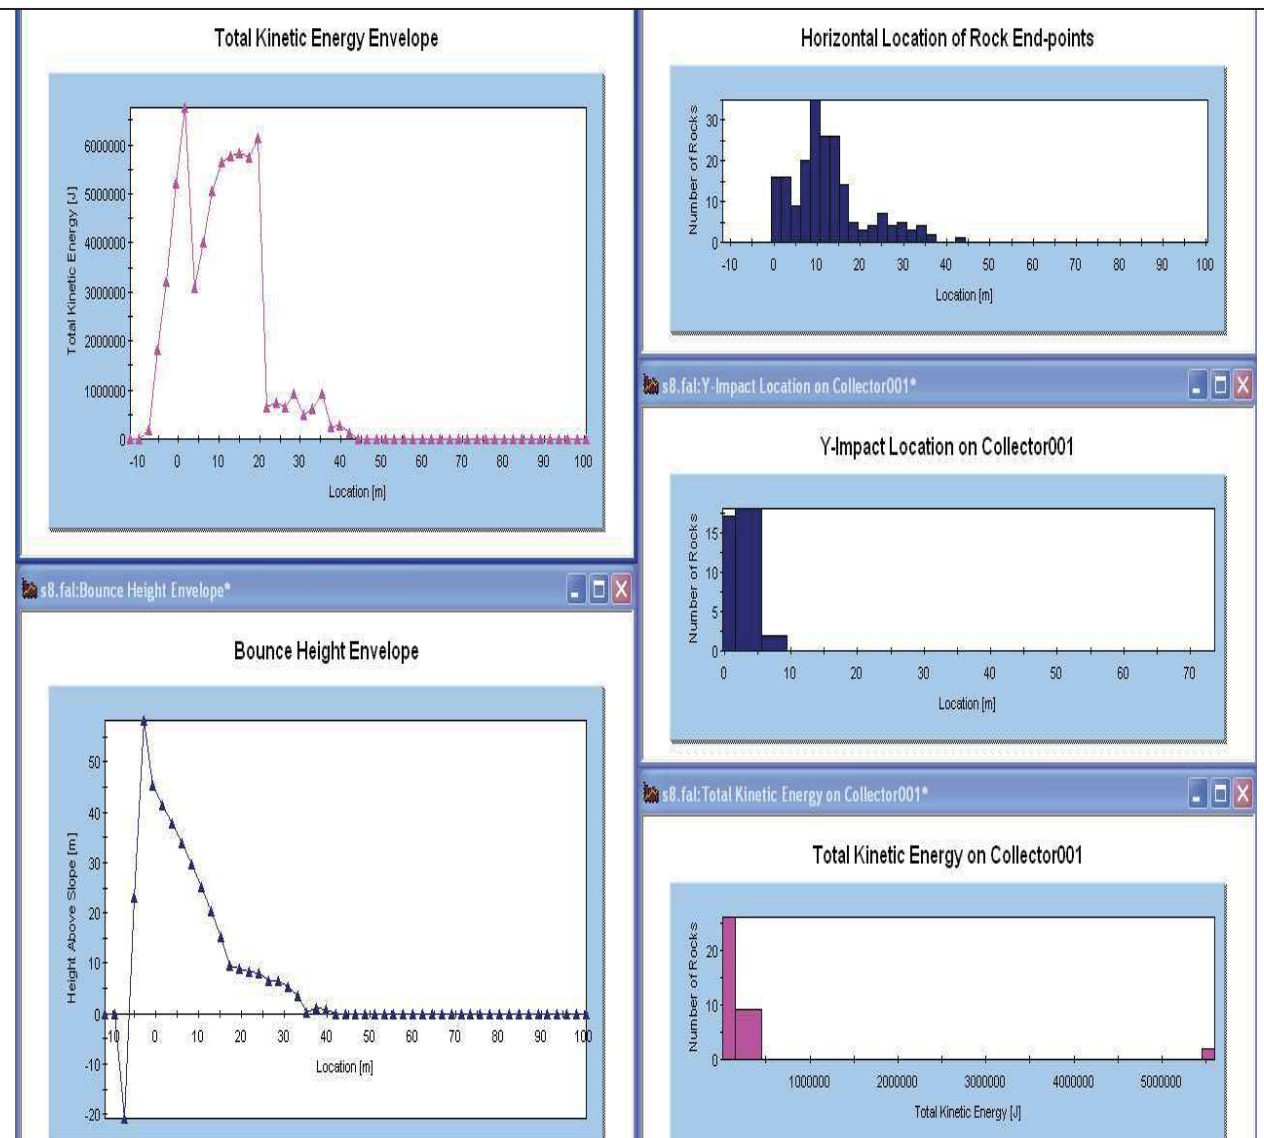 Total Kinetic Energy Envelope
Total Kinetic Energy [J]
6000000
5000000
4000000
3000000
2000000
1000000
0
-10 0 10 20 30 40 50 60 70 80 90 100
Location [m]
s8.fal:Bounce Height Envelope*
Bounce Height Envelope
Height Above Slope [m]
50
40
30
20
10
0
-10
-20
-10 0 10 20 30 40 50 60 70 80 90 100
Location [m]
Horizontal Location of Rock End-points
Number of Rocks
30
20
10
0
-10 0 10 20 30 40 50 60 70 80 90 100
Location [m]
s8.fal:Y-Impact Location on Collector001*
Y-Impact Location on Collector001
Number of Rocks
15
10
5
0
0 10 20 30 40 50 60 70
Location [m]
s8.fal:Total Kinetic Energy on Collector001*
Total Kinetic Energy on Collector001
Number of Rocks
20
10
0
1000000 2000000 3000000 4000000 5000000
Total Kinetic Energy [J]